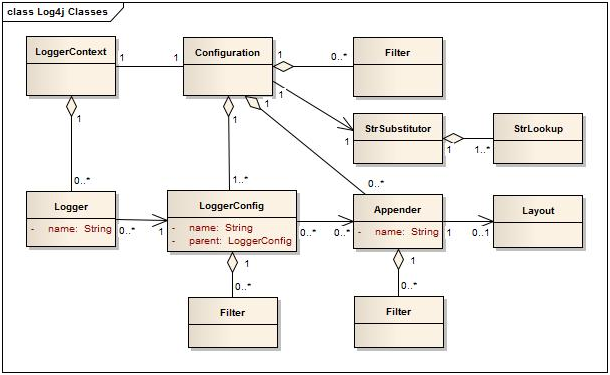 class Log4j Classes
LoggerContext
1
1
Configuration
1
0..*
Filter
1
1
1
1
StrSubstitutor
1
1..*
StrLookup
0..*
1..*
0..*
Logger
- name: String
0..*
1
LoggerConfig
- name: String
- parent: LoggerConfig
0..*
0..*
Appender
- name: String
1
0..1
Layout
1
1
0..*
0..*
Filter
Filter